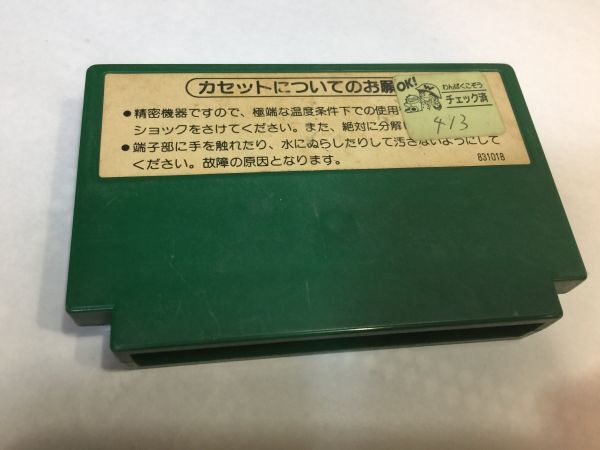 カセットについてのお願
OK!
わんぱくこぞう
チェック済
413
●精密機器ですので、極端な温度条件下での使用
ショックをさけてください。また、絶対に分解
●端子部に手を触れたり、水にぬらしたりして汚さないようにして
ください。故障の原因となります。
831018